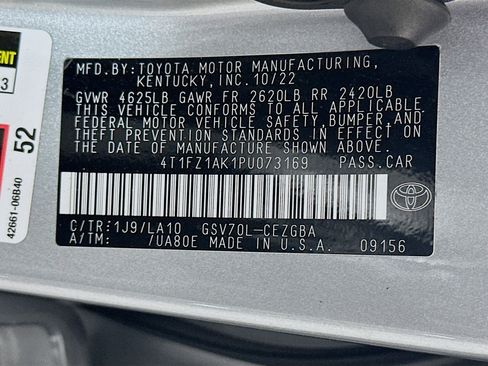 MFD.BY:TOYOTA MOTOR MANUFACTURING,
KENTUCKY, INC. 10/22
GVWR 4625LB GAWR FR 2620LB RR 2420LB
THIS VEHICLE CONFORMS TO ALL APPLICABLE
FEDERAL MOTOR VEHICLE SAFETY, BUMPER, AND
THEFT PREVENTION STANDARDS IN EFFECT ON
THE DATE OF MANUFACTURE SHOWN ABOVE.
4T1FZ1AK1PU073169 PASS.CAR
C/TR:1J9/LA10 GSV70L-CEZGBA
A/TM: /UA80E MADE IN U.S.A. 09156
TOYOTA
52
42661-06B40